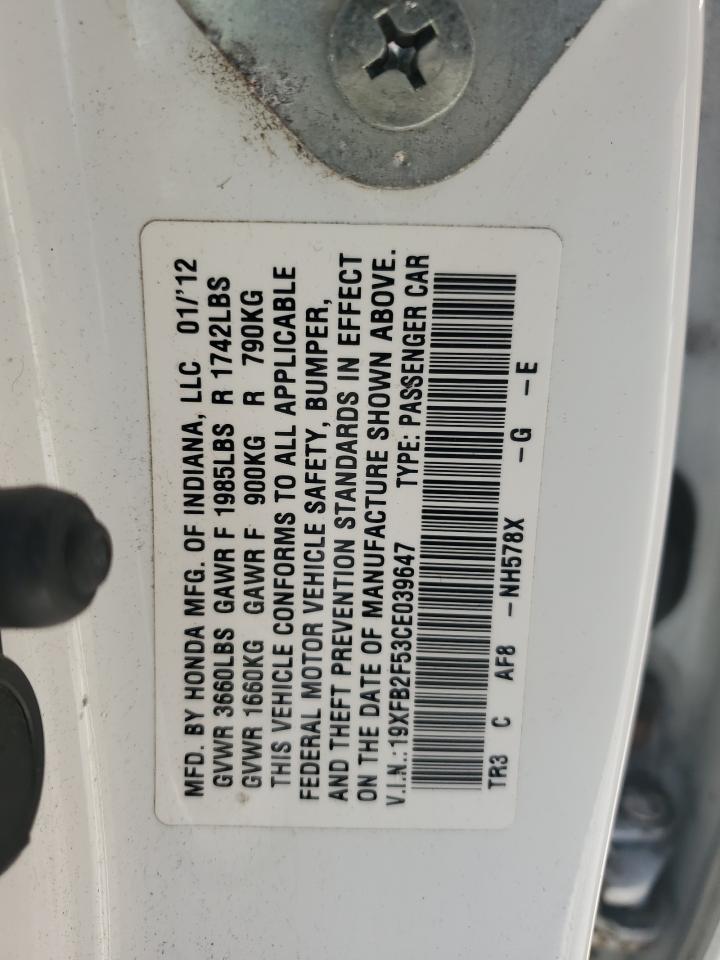 MFD. BY HONDA MFG. OF INDIANA, LLC 01/'12
GVWR 3660LBS GAWR F 1985LBS R 1742LBS
GVWR 1660KG GAWR F 900KG R 790KG
THIS VEHICLE CONFORMS TO ALL APPLICABLE
FEDERAL MOTOR VEHICLE SAFETY, BUMPER,
AND THEFT PREVENTION STANDARDS IN EFFECT
ON THE DATE OF MANUFACTURE SHOWN ABOVE.
V.I.N.:19XFB2F53CE039647 TYPE: PASSENGER CAR
TR3 C AF8 -NH578X -G -E